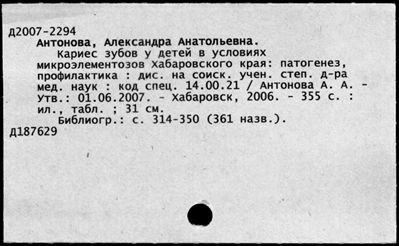 Д2007-2294
Антонова, Александра Анатольевна.
Кариес зубов у детей в условиях
микроэлементозов Хабаровского края: патогенез,
профилактика : дис. на соиск. учен. степ. д-ра
мед. наук : код спец. 14.00.21 / Антонова А. А. -
Утв.: 01.06.2007. - Хабаровск, 2006. - 355 с. :
ил., табл. ; 31 см.
Библиогр.: с. 314-350 (361 назв.).
Д187629